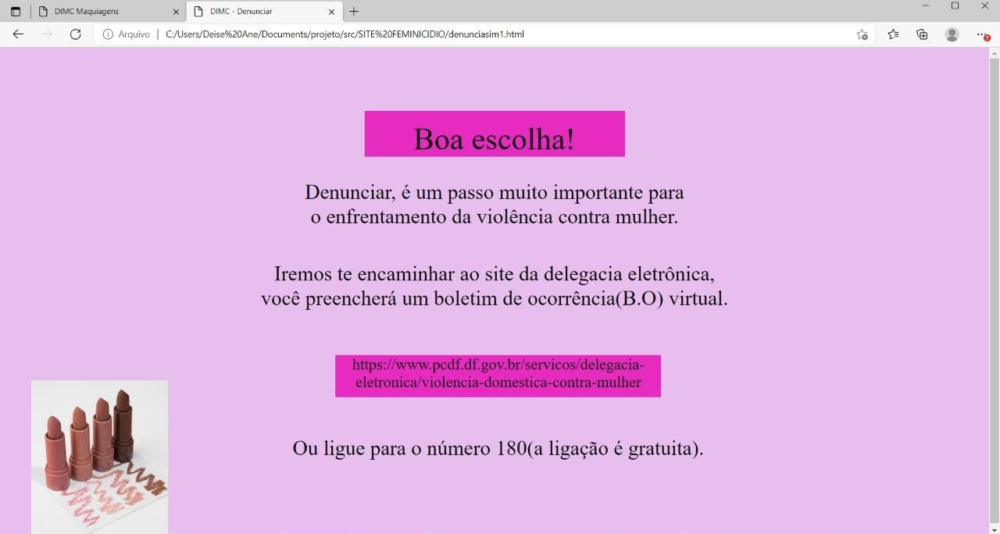 DIMC Maquiagens
DIMC - Denunciar
Arquivo | C:/Users/Deise%20Ane/Documents/projeto/src/SITE%20FEMINICIDIO/denunciasim1.html
Boa escolha!
Denunciar, é um passo muito importante para
o enfrentamento da violência contra mulher.
Iremos te encaminhar ao site da delegacia eletrônica,
você preencherá um boletim de ocorrência(B.O) virtual.
https://www.pcdf.df.gov.br/servicos/delegacia-
eletronica/violencia-domestica-contra-mulher
Ou ligue para o número 180(a ligação é gratuita).